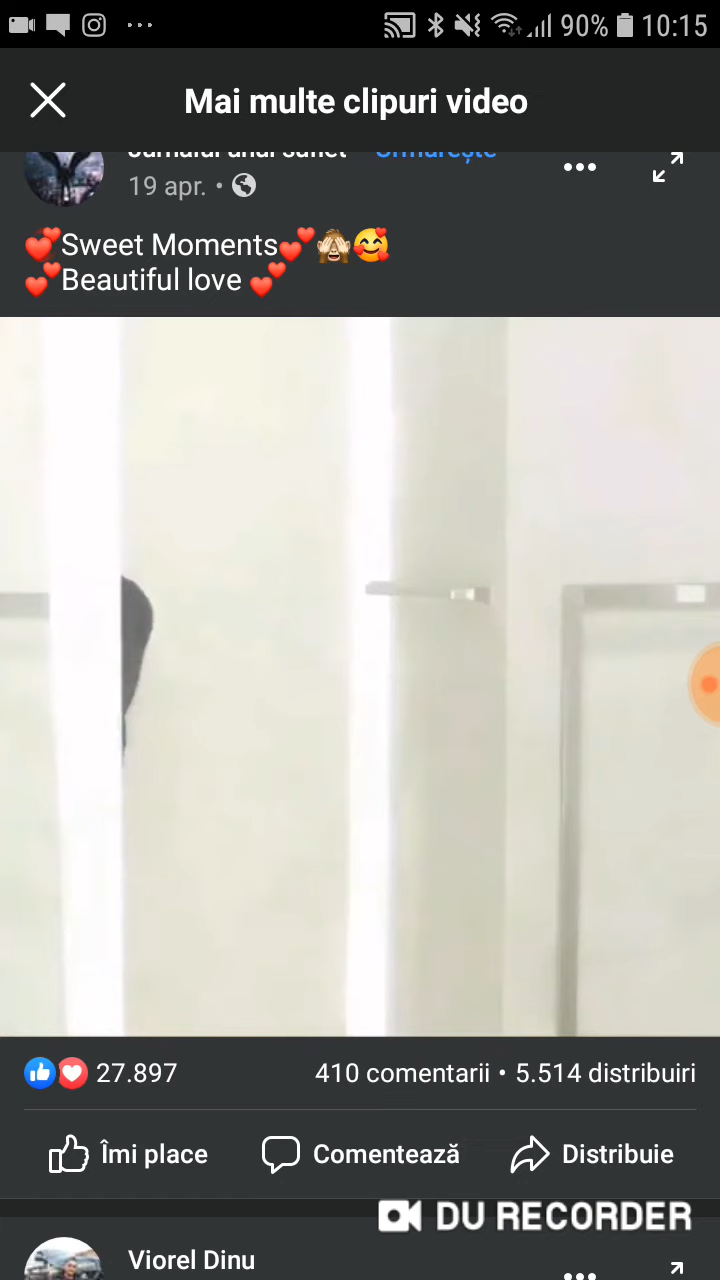 90% 10:15
Mai multe clipuri video
Urmărește
19 apr. •
Sweet Moments
Beautiful love
27.897 410 comentarii • 5.514 distribuiri
Îmi place Comentează Distribuie
DU RECORDER
Viorel Dinu